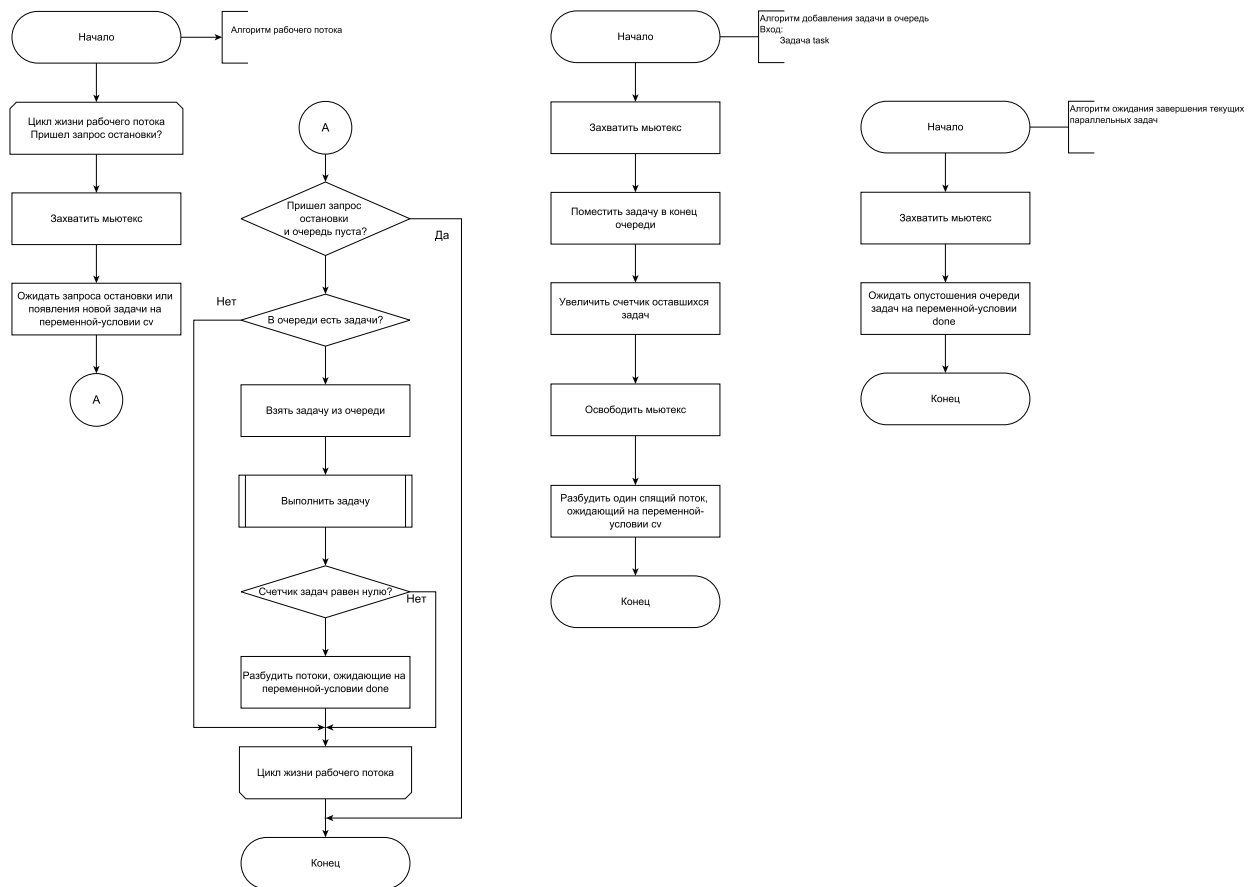 Начало
Алгоритм рабочего потока
Цикл жизни рабочего потока
Пришел запрос остановки?
Захватить мьютекс
Ожидать запроса остановки или
появления новой задачи на
переменной-условии cv
А
А
Пришел запрос
остановки
и очередь пуста?
Да
Нет
В очереди есть задачи?
Взять задачу из очереди
Выполнить задачу
Счетчик задач равен нулю?
Нет
Разбудить потоки, ожидающие на
переменной-условии done
Цикл жизни рабочего потока
Конец
Начало
Алгоритм добавления задачи в очередь
Вход:
Задача task
Захватить мьютекс
Поместить задачу в конец
очереди
Увеличить счетчик оставшихся
задач
Освободить мьютекс
Разбудить один спящий поток,
ожидающий на переменной-
условии cv
Конец
Начало
Алгоритм ожидания завершения текущих
параллельных задач
Захватить мьютекс
Ожидать опустошения очереди
задач на переменной-условии
done
Конец